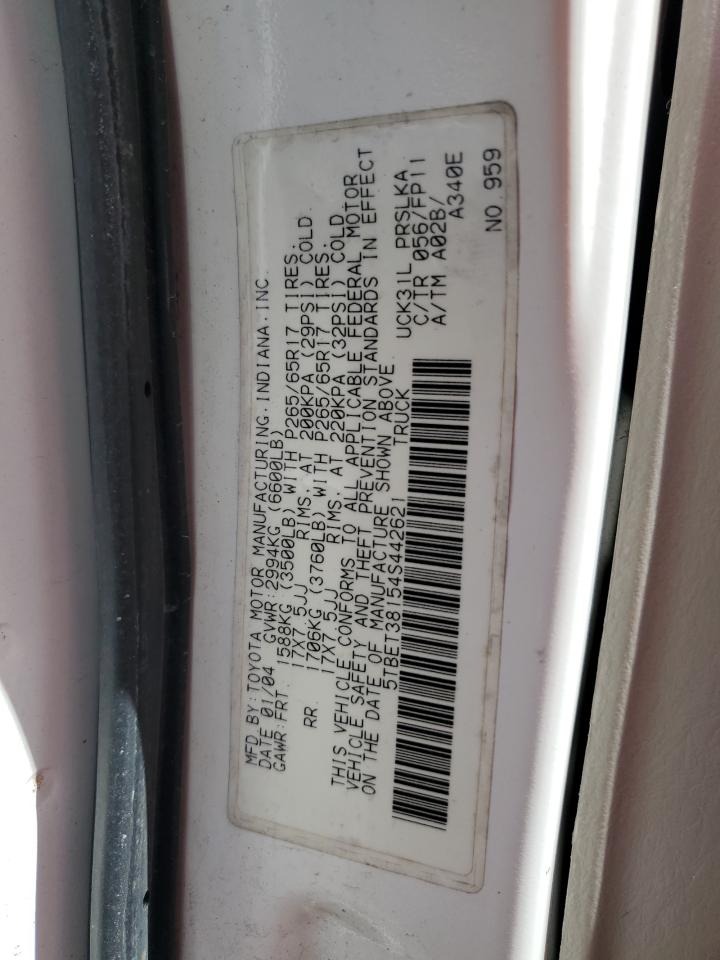 MFD.BY:TOYOTA MOTOR MANUFACTURING.INDIANA.INC
DATE 01/04 GVWR:2994KG (6600LB)
GAWR:FRT 1588KG (3500LB) WITH P265/65R17 TIRES.
17X7.5JJ RIMS. AT 200KPA (29PSI) COLD
RR 1706KG (3760LB) WITH P265/65R17 TIRES.
17X7.5JJ RIMS. AT 220KPA (32PSI) COLD
THIS VEHICLE CONFORMS TO ALL APPLICABLE FEDERAL MOTOR
VEHICLE SAFETY AND THEFT PREVENTION STANDARDS IN EFFECT
ON THE DATE OF MANUFACTURE SHOWN ABOVE
5TBET38154S442621 TRUCK
UCK31L PRSLKA
C/TR 056/FP11
A/TM A02B/
A340E
NO 959